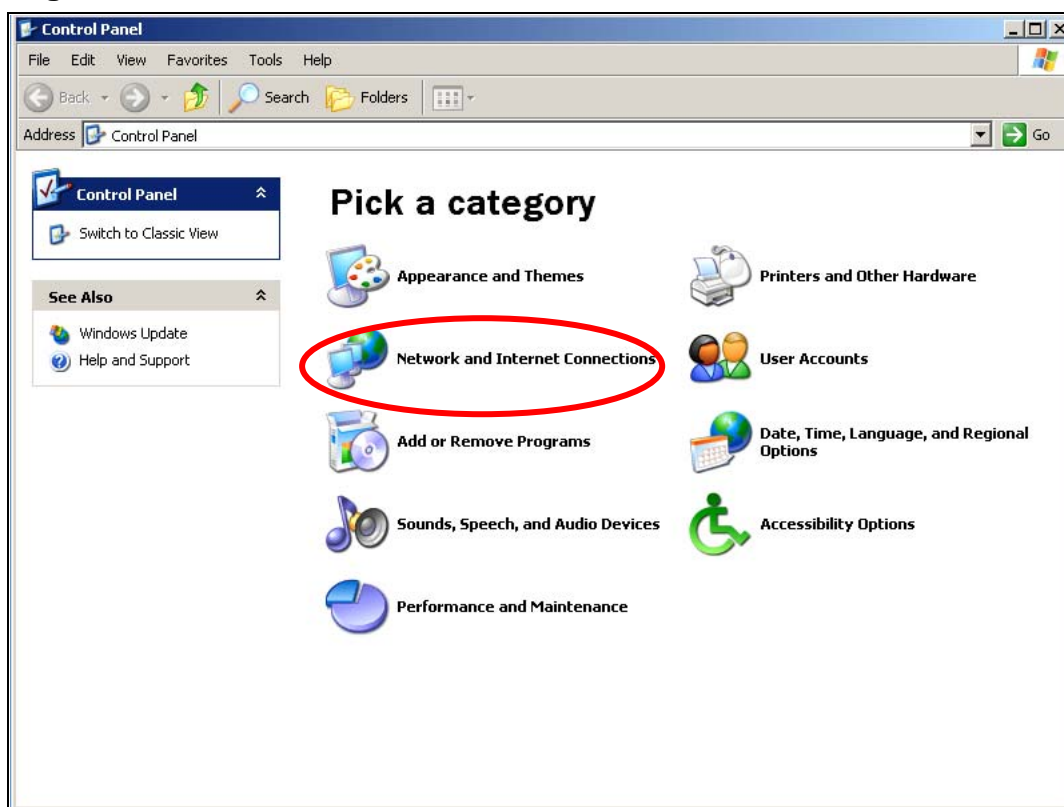 Control Panel
File Edit View Favorites Tools Help
Back Search Folders
Address Control Panel Go
Control Panel
Switch to Classic View
See Also
Windows Update
Help and Support
Pick a category
Appearance and Themes
Printers and Other Hardware
Network and Internet Connections
User Accounts
Add or Remove Programs
Date, Time, Language, and Regional
Options
Sounds, Speech, and Audio Devices
Accessibility Options
Performance and Maintenance